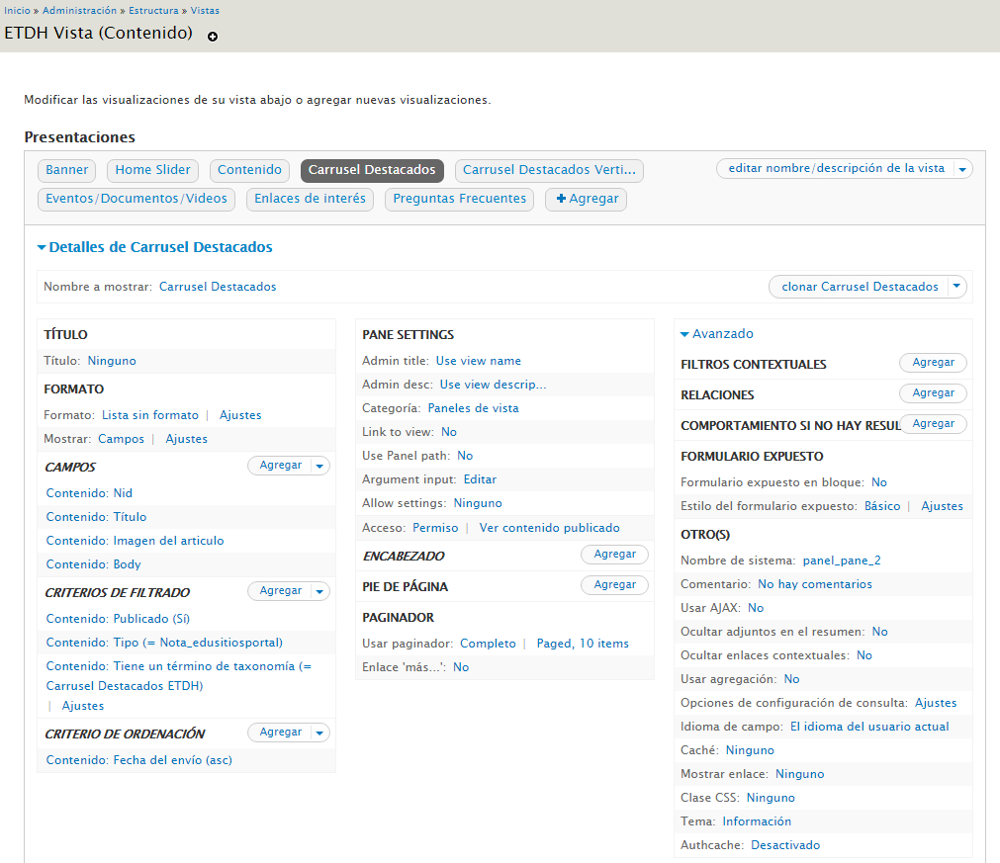 Inicio » Administración » Estructura » Vistas
ETDH Vista (Contenido)
Modificar las visualizaciones de su vista abajo o agregar nuevas visualizaciones.
Presentaciones
Banner Home Slider Contenido Carrusel Destacados Carrusel Destacados Verti... editar nombre/descripción de la vista
Eventos/Documentos/Videos Enlaces de interés Preguntas Frecuentes Agregar
Detalles de Carrusel Destacados
Nombre a mostrar: Carrusel Destacados clonar Carrusel Destacados
TÍTULO
Título: Ninguno
FORMATO
Formato: Lista sin formato | Ajustes
Mostrar: Campos | Ajustes
CAMPOS Agregar
Contenido: Nid
Contenido: Título
Contenido: Imagen del articulo
Contenido: Body
CRITERIOS DE FILTRADO Agregar
Contenido: Publicado (Sí)
Contenido: Tipo (= Nota_edusitiosportal)
Contenido: Tiene un término de taxonomía (=
Carrusel Destacados ETDH)
| Ajustes
CRITERIO DE ORDENACIÓN Agregar
Contenido: Fecha del envío (asc)
PANE SETTINGS
Admin title: Use view name
Admin desc: Use view descrip...
Categoría: Paneles de vista
Link to view: No
Use Panel path: No
Argument input: Editar
Allow settings: Ninguno
Acceso: Permiso | Ver contenido publicado
ENCABEZADO Agregar
PIE DE PÁGINA Agregar
PAGINADOR
Usar paginador: Completo | Paged, 10 items
Enlace 'más...': No
Avanzado
FILTROS CONTEXTUALES Agregar
RELACIONES Agregar
COMPORTAMIENTO SI NO HAY RESUL Agregar
FORMULARIO EXPUESTO
Formulario expuesto en bloque: No
Estilo del formulario expuesto: Básico | Ajustes
OTRO(S)
Nombre de sistema: panel_pane_2
Comentario: No hay comentarios
Usar AJAX: No
Ocultar adjuntos en el resumen: No
Ocultar enlaces contextuales: No
Usar agregación: No
Opciones de configuración de consulta: Ajustes
Idioma de campo: El idioma del usuario actual
Caché: Ninguno
Mostrar enlace: Ninguno
Clase CSS: Ninguno
Tema: Información
Authcache: Desactivado